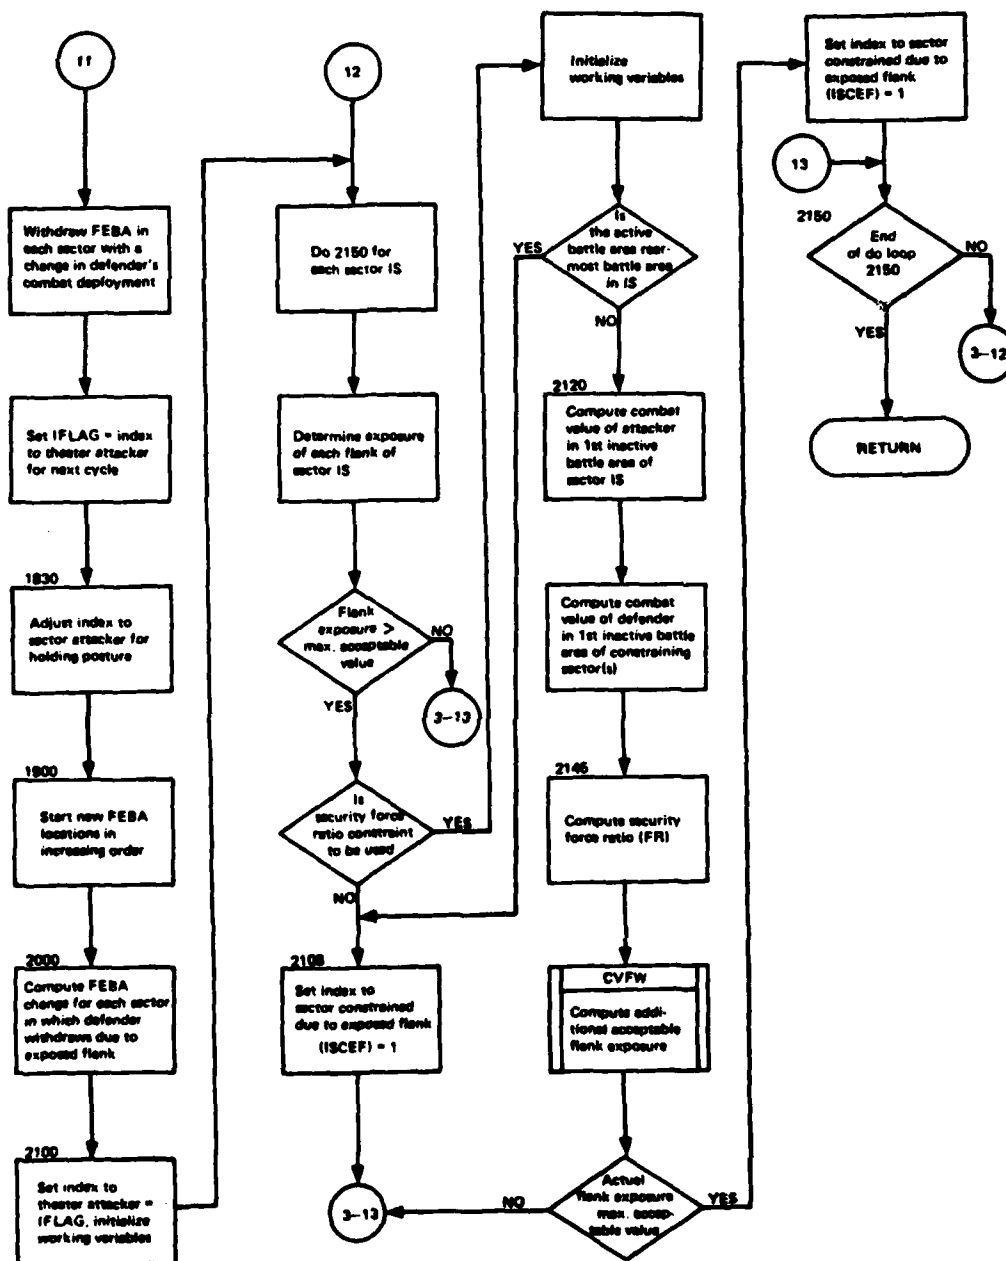 11
Withdraw FEBA in
each sector with a
change in defender's
combat deployment
Set IFLAG = index
to theater attacker
for next cycle
1830
Adjust index to
sector attacker for
holding posture
1900
Start new FEBA
locations in
increasing order
2000
Compute FEBA
change for each sector
in which defender
withdraws due to
exposed flank
2100
Set index to
theater attacker =
IFLAG, initialize
working variables
12
Do 2150 for
each sector IS
Determine exposure
of each flank of
sector IS
Flank
exposure >
max. acceptable
value
NO
3-13
YES
Is
security force
ratio constraint
to be used
YES
NO
2108
Set index to
sector constrained
due to exposed flank
(ISCEF) = 1
3-13
Initialize
working variables
Is
the active
battle area rear-
most battle area
in IS
YES
NO
2120
Compute combat
value of attacker
in 1st inactive
battle area of
sector IS
Compute combat
value of defender
in 1st inactive battle
area of constraining
sector(s)
2146
Compute security
force ratio (FR)
CVFW
Compute addi-
tional acceptable
flank exposure
Actual
flank exposure
max. accep-
table value
NO
YES
Set index to sector
constrained due to
exposed flank
(ISCEF) = 1
13
2150
End
of do loop
2150
NO
3-12
YES
RETURN